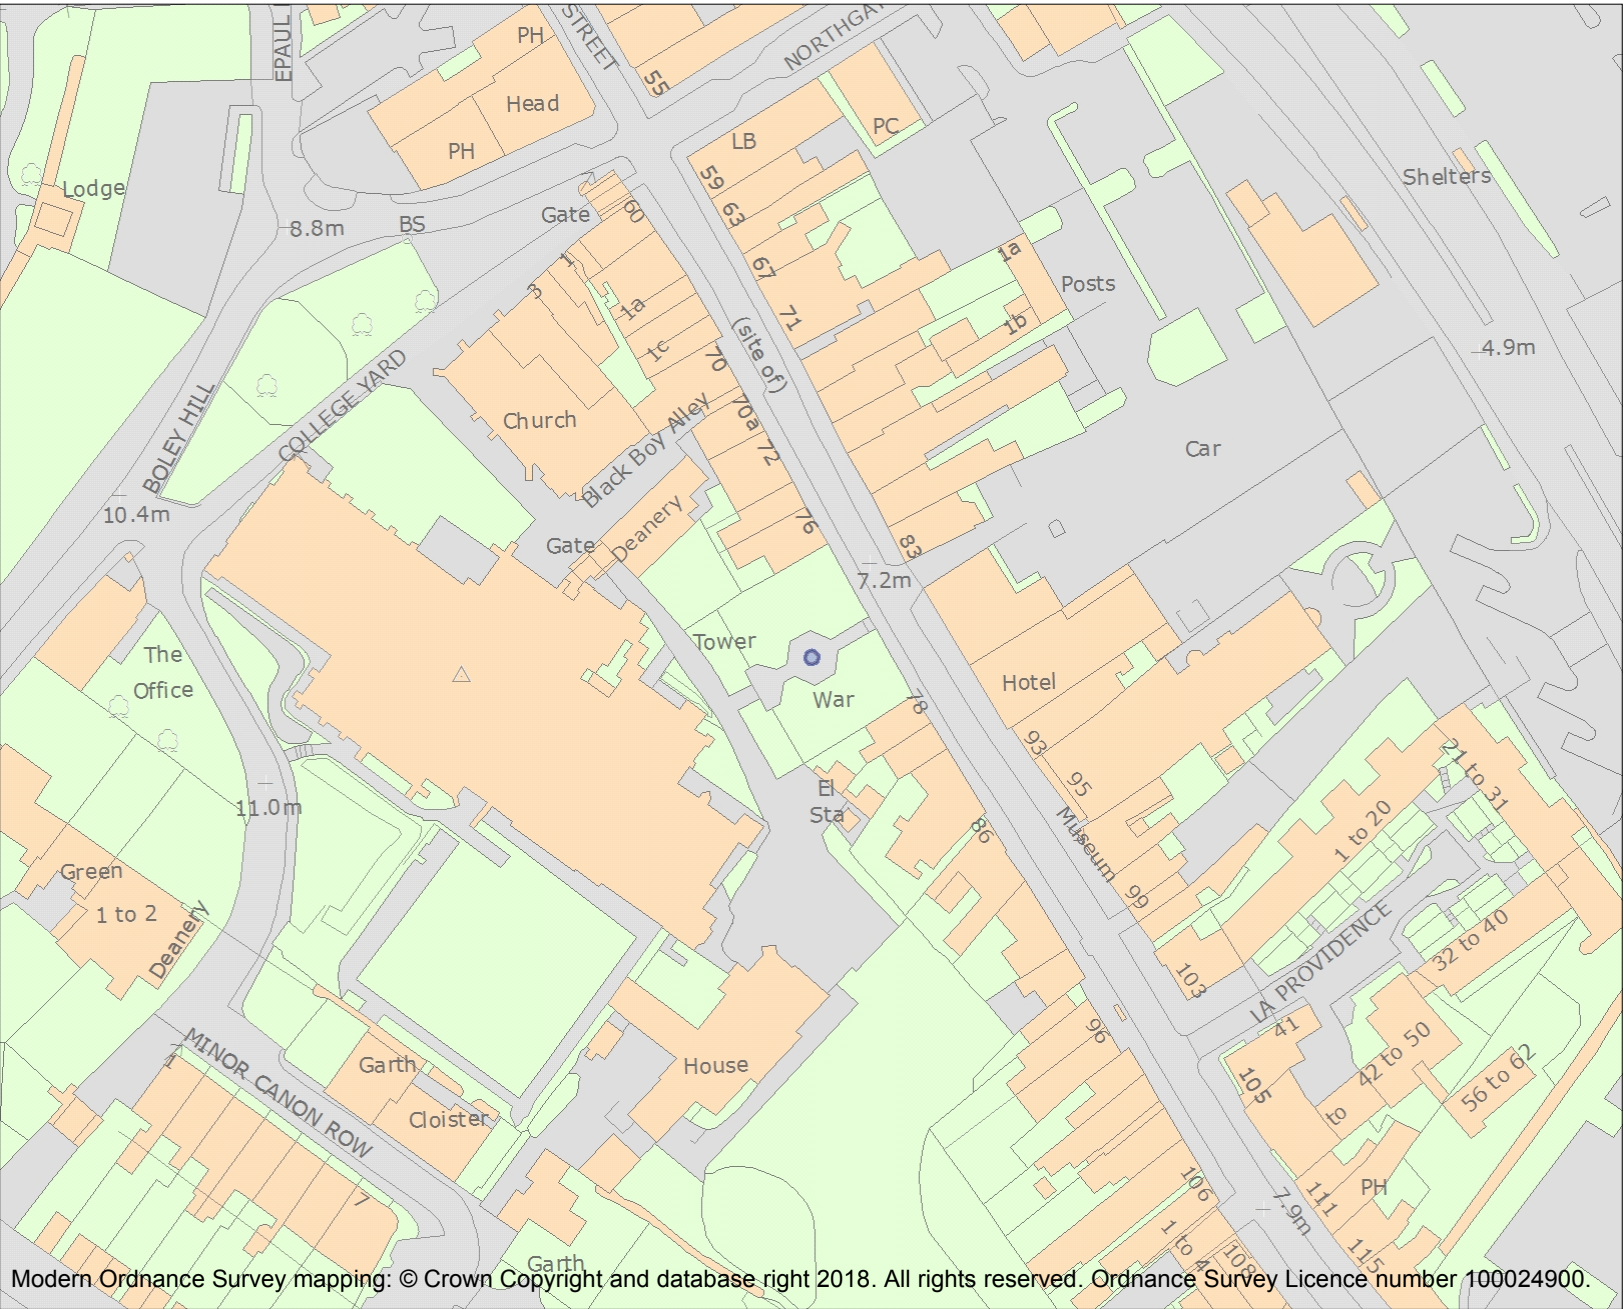 EPAUL
PH
STREET
NORTHGA
55
Head
PH
LB
PC
Lodge
Shelters
59
63
60
Gate
8.8m
BS
1
67
1a
Posts
3
1a
71
1b
(site of)
4.9m
1c
70
COLLEGE YARD
BOLEY HILL
Church
Black Boy Alley
70a
72
Car
10.4m
76
Gate
Deanery
83
7.2m
The
Office
Tower
War
Hotel
78
93
95
21 to 31
11.0m
El
Sta
86
Museum
1 to 20
Green
1 to 2
Deanery
99
32 to 40
103
LA PROVIDENCE
41
96
MINOR CANON ROW
1
Garth
House
105
42 to 50
56 to 62
to
Cloister
7
106
111
PH
7.9m
1 to 4
108
115
Garth
Modern Ordnance Survey mapping: © Crown Copyright and database right 2018. All rights reserved. Ordnance Survey Licence number 100024900.